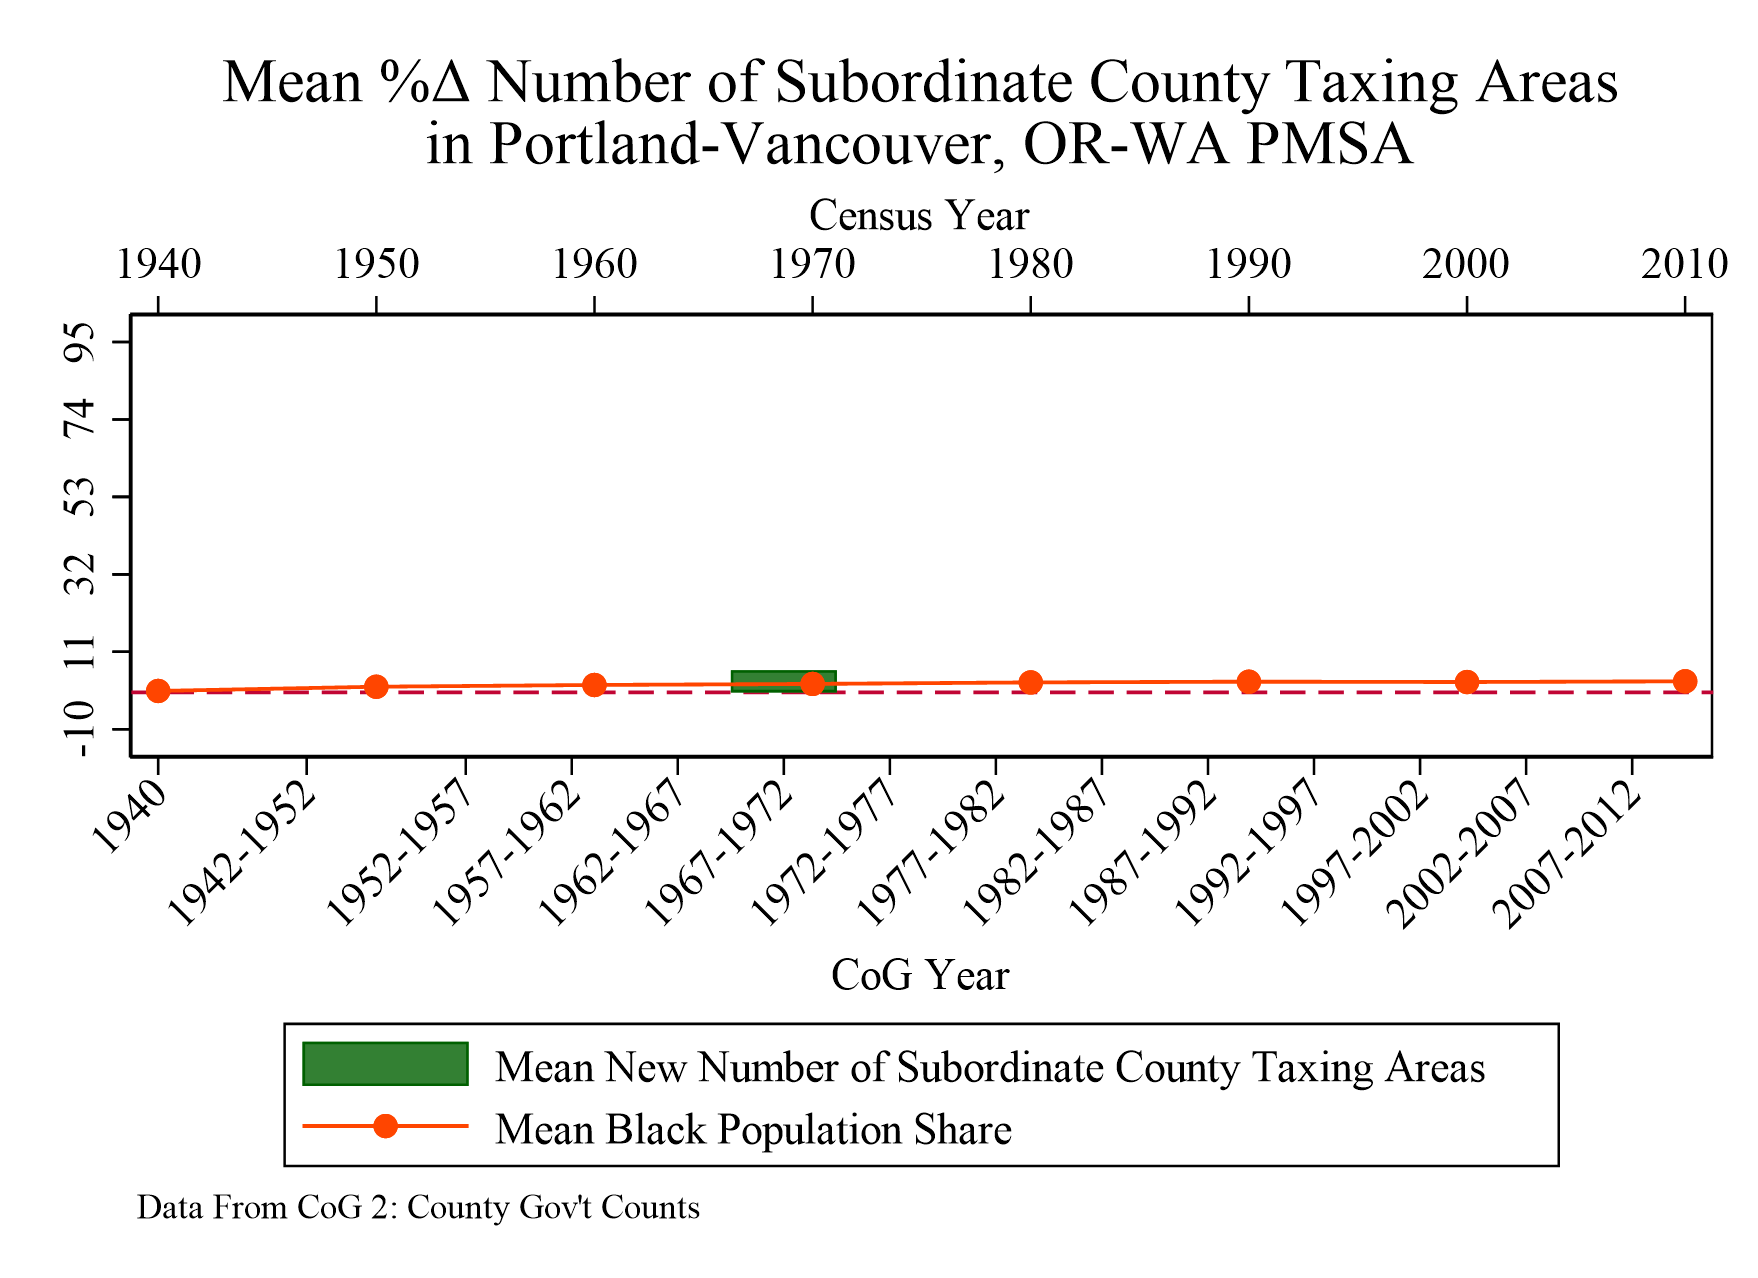 Mean %Δ Number of Subordinate County Taxing Areas
in Portland-Vancouver, OR-WA PMSA
Census Year
1940 1950 1960 1970 1980 1990 2000 2010
95
74
53
32
11
-10
1940 1942-1952 1952-1957 1957-1962 1962-1967 1967-1972 1972-1977 1977-1982 1982-1987 1987-1992 1992-1997 1997-2002 2002-2007 2007-2012
CoG Year
Mean New Number of Subordinate County Taxing Areas
Mean Black Population Share
Data From CoG 2: County Gov't Counts